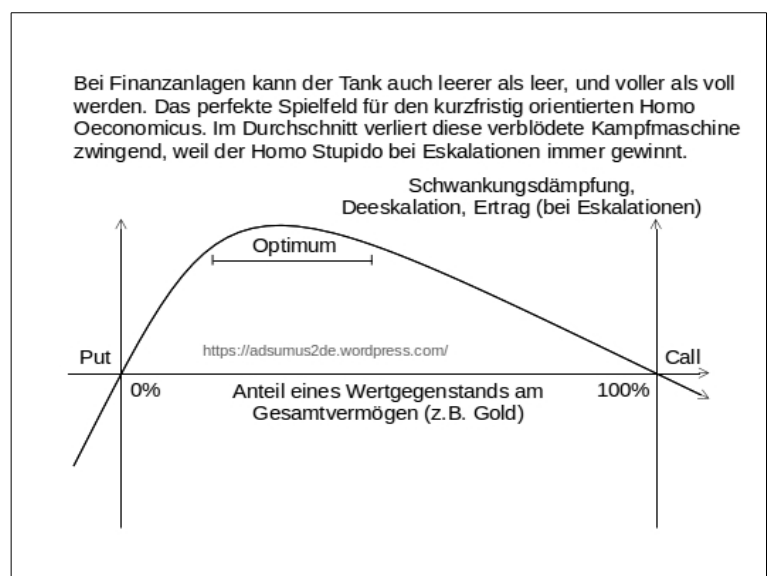 Bei Finanzanlagen kann der Tank auch leerer als leer, und voller als voll
werden. Das perfekte Spielfeld für den kurzfristig orientierten Homo
Oeconomicus. Im Durchschnitt verliert diese verblödete Kampfmaschine
zwingend, weil der Homo Stupido bei Eskalationen immer gewinnt.
Schwankungsdämpfung,
Deeskalation, Ertrag (bei Eskalationen)
Optimum
https://adsumus2de.wordpress.com/
Put
Call
0%
100%
Anteil eines Wertgegenstands am
Gesamtvermögen (z.B. Gold)